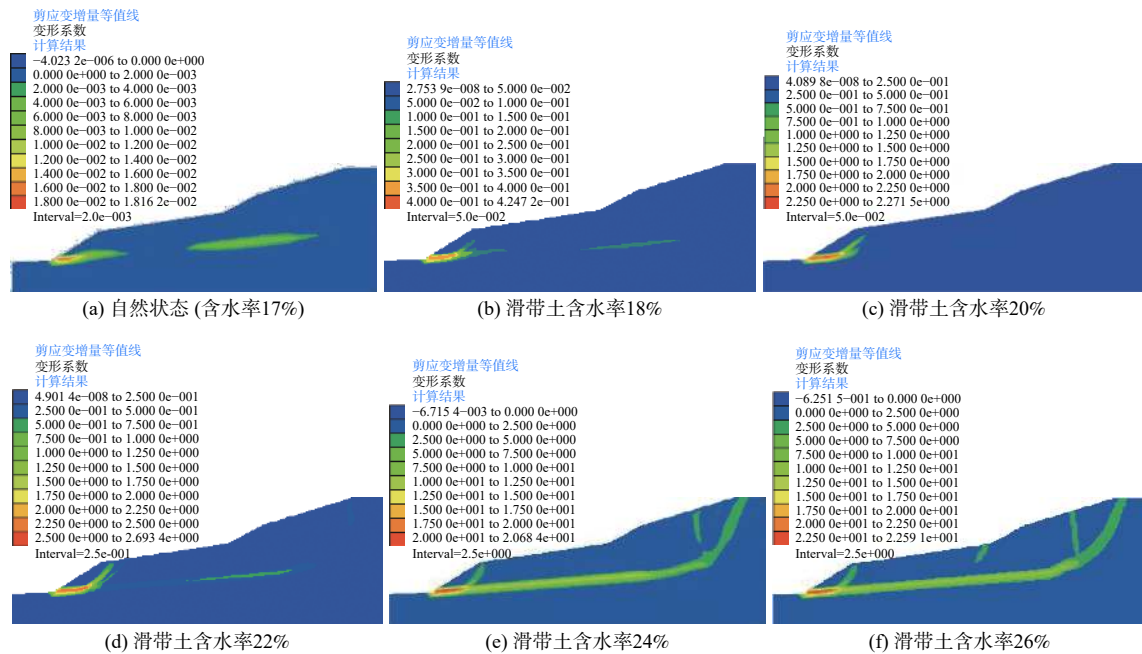 剪应变增量等值线
变形系数
计算结果
−4.023 2e−006 to 0.000 0e+000
0.000 0e+000 to 2.000 0e−003
2.000 0e−003 to 4.000 0e−003
4.000 0e−003 to 6.000 0e−003
6.000 0e−003 to 8.000 0e−003
8.000 0e−003 to 1.000 0e−002
1.000 0e−002 to 1.200 0e−002
1.200 0e−002 to 1.400 0e−002
1.400 0e−002 to 1.600 0e−002
1.600 0e−002 to 1.800 0e−002
1.800 0e−002 to 1.816 2e−002
Interval=2.0e−003
(a) 自然状态 (含水率17%)
剪应变增量等值线
变形系数
计算结果
2.753 9e−008 to 5.000 0e−002
5.000 0e−002 to 1.000 0e−001
1.000 0e−001 to 1.500 0e−001
1.500 0e−001 to 2.000 0e−001
2.000 0e−001 to 2.500 0e−001
2.500 0e−001 to 3.000 0e−001
3.000 0e−001 to 3.500 0e−001
3.500 0e−001 to 4.000 0e−001
4.000 0e−001 to 4.247 2e−001
Interval=5.0e−002
(b) 滑带土含水率18%
剪应变增量等值线
变形系数
计算结果
4.089 8e−008 to 2.500 0e−001
2.500 0e−001 to 5.000 0e−001
5.000 0e−001 to 7.500 0e−001
7.500 0e−001 to 1.000 0e+000
1.000 0e+000 to 1.250 0e+000
1.250 0e+000 to 1.500 0e+000
1.500 0e+000 to 1.750 0e+000
1.750 0e+000 to 2.000 0e+000
2.000 0e+000 to 2.250 0e+000
2.250 0e+000 to 2.271 5e+000
Interval=5.0e−002
(c) 滑带土含水率20%
剪应变增量等值线
变形系数
计算结果
4.901 4e−008 to 2.500 0e−001
2.500 0e−001 to 5.000 0e−001
5.000 0e−001 to 7.500 0e−001
7.500 0e−001 to 1.000 0e+000
1.000 0e+000 to 1.250 0e+000
1.250 0e+000 to 1.500 0e+000
1.500 0e+000 to 1.750 0e+000
1.750 0e+000 to 2.000 0e+000
2.000 0e+000 to 2.250 0e+000
2.250 0e+000 to 2.500 0e+000
2.500 0e+000 to 2.693 4e+000
Interval=2.5e−001
(d) 滑带土含水率22%
剪应变增量等值线
变形系数
计算结果
−6.715 4−003 to 0.000 0e+000
0.000 0e+000 to 2.500 0e+000
2.500 0e+000 to 5.000 0e+000
5.000 0e+000 to 7.500 0e+000
7.500 0e+000 to 1.000 0e+001
1.000 0e+001 to 1.250 0e+001
1.250 0e+001 to 1.500 0e+001
1.500 0e+001 to 1.750 0e+001
1.750 0e+001 to 2.000 0e+001
2.000 0e+001 to 2.068 4e+001
Interval=2.5e+000
(e) 滑带土含水率24%
剪应变增量等值线
变形系数
计算结果
−6.251 5−001 to 0.000 0e+000
0.000 0e+000 to 2.500 0e+000
2.500 0e+000 to 5.000 0e+000
5.000 0e+000 to 7.500 0e+000
7.500 0e+000 to 1.000 0e+001
1.000 0e+001 to 1.250 0e+001
1.250 0e+001 to 1.500 0e+001
1.500 0e+001 to 1.750 0e+001
1.750 0e+001 to 2.000 0e+001
2.000 0e+001 to 2.250 0e+001
2.250 0e+001 to 2.259 1e+001
Interval=2.5e+000
(f) 滑带土含水率26%